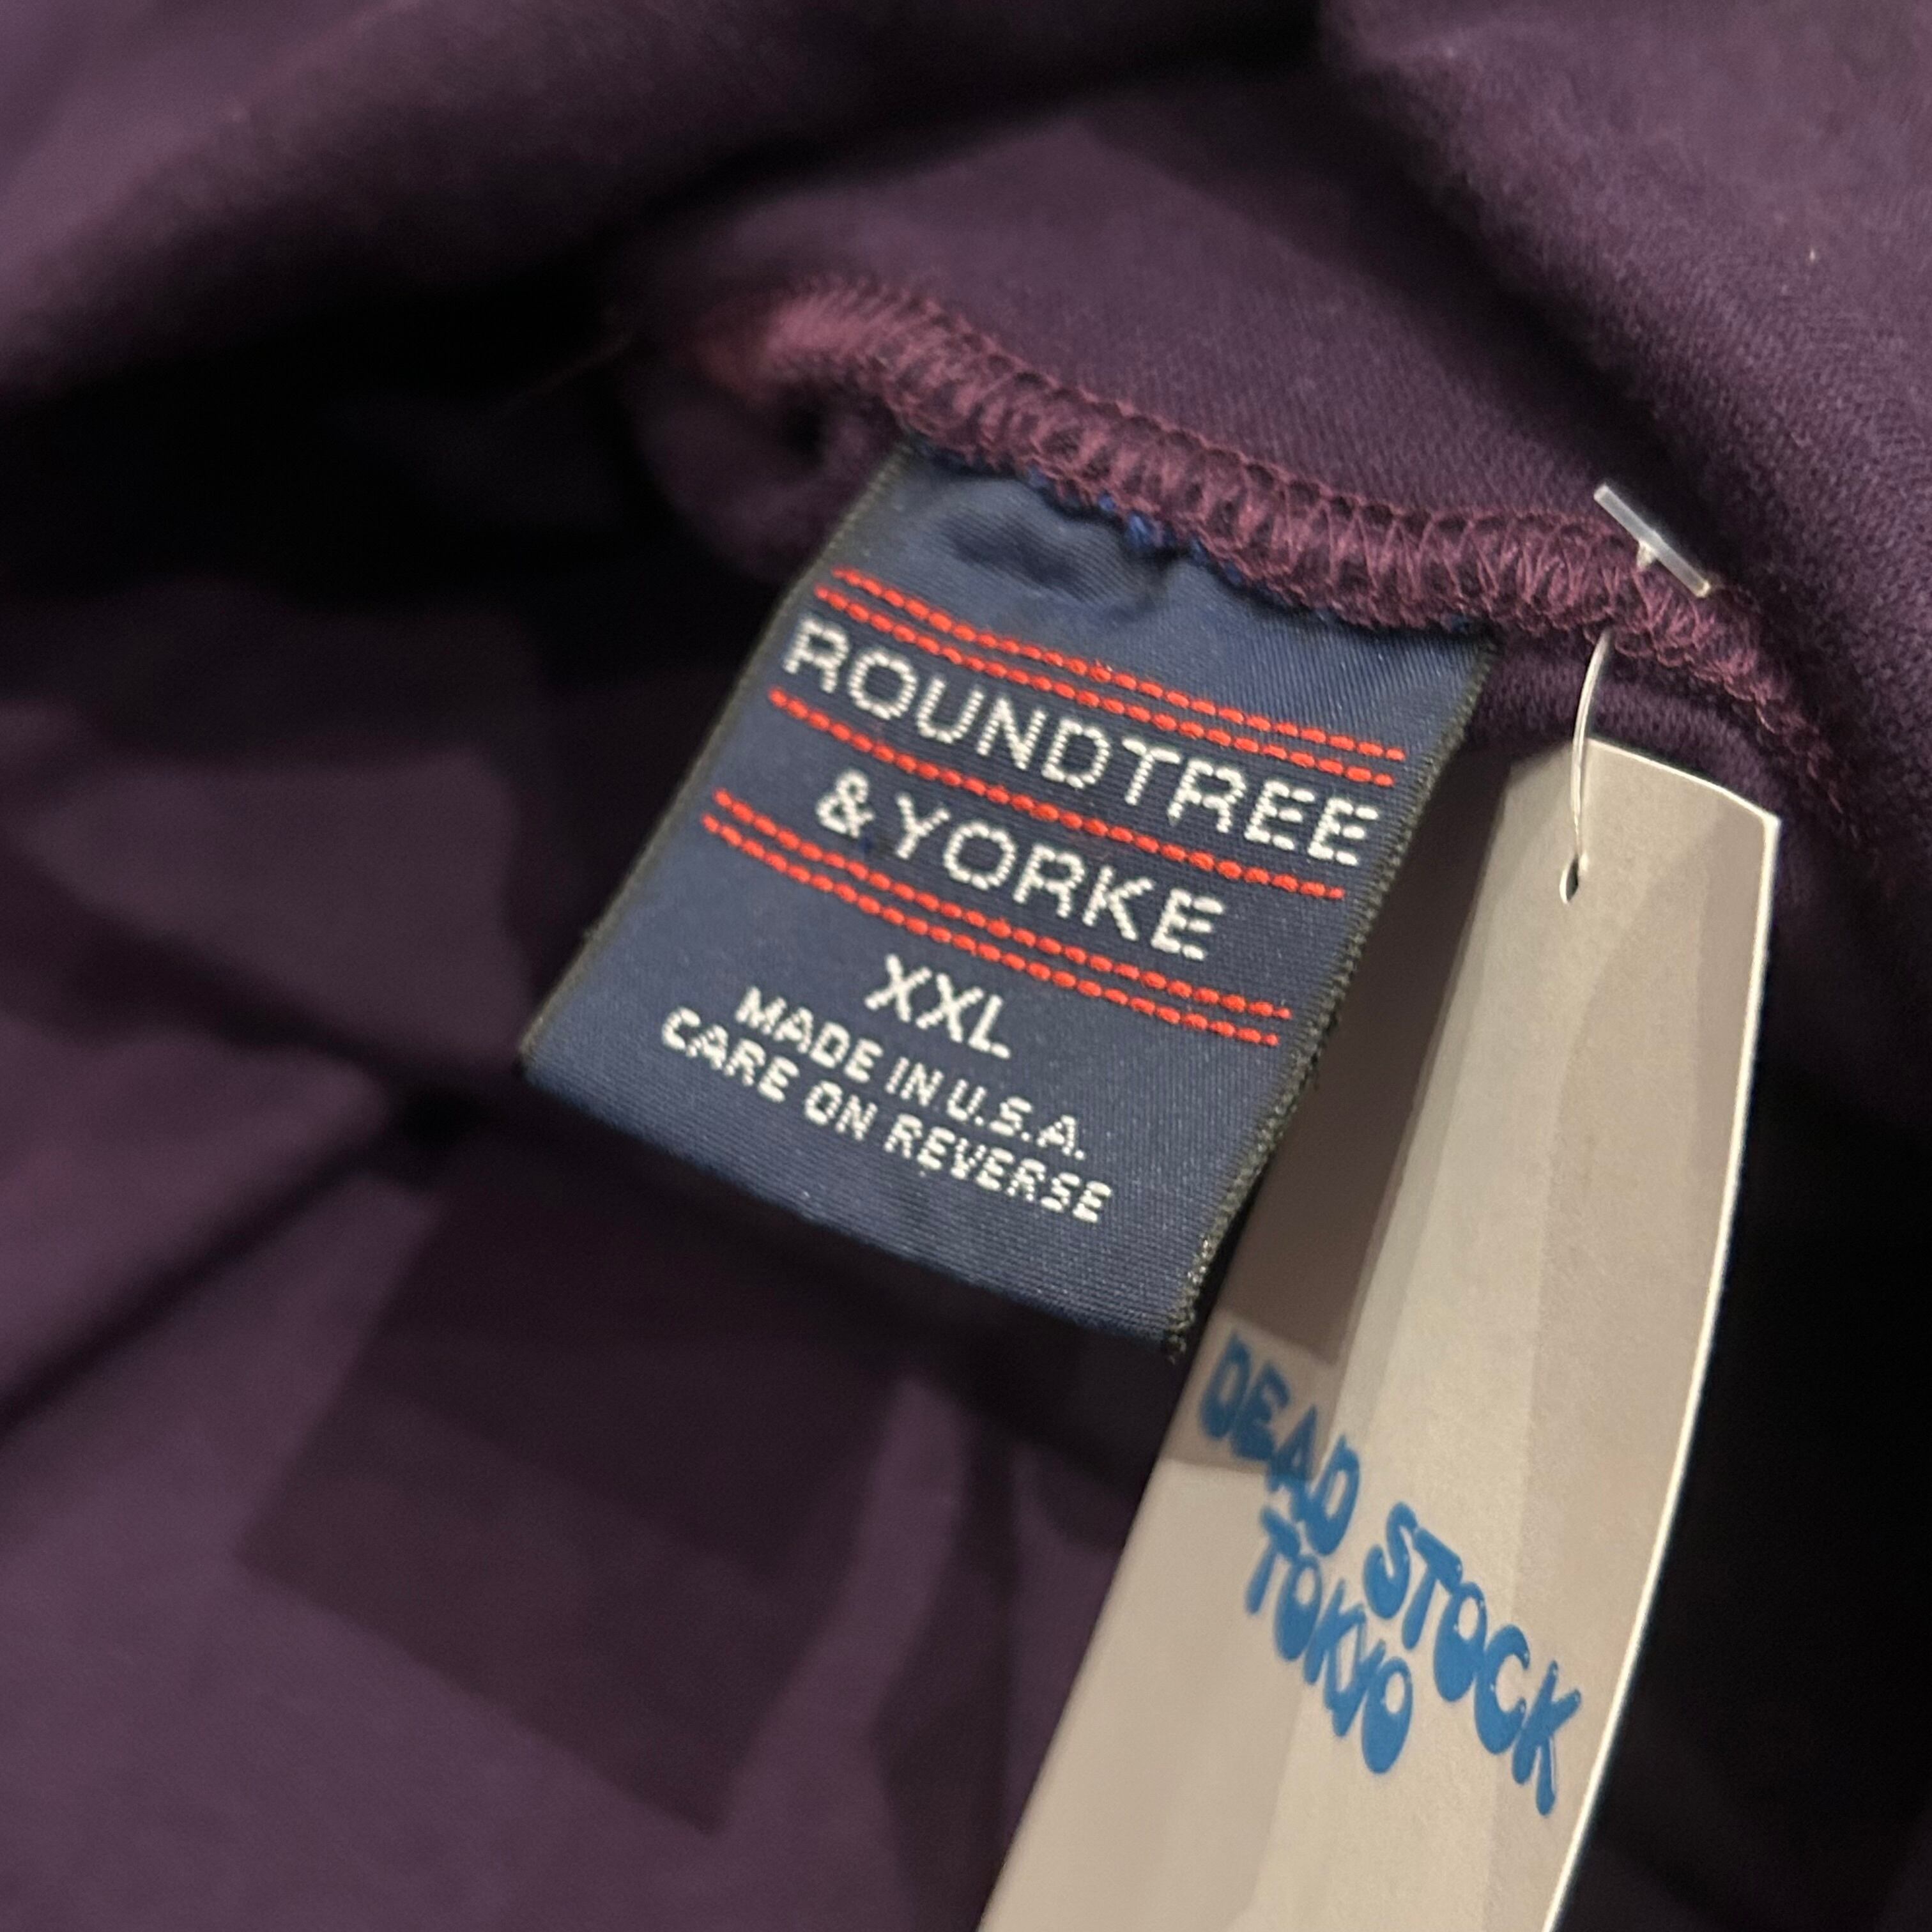 ROUNDTREE
& YORKE
XXL
MADE IN U.S.A.
CARE ON REVERSE
DEAD STOCK
TOKYO